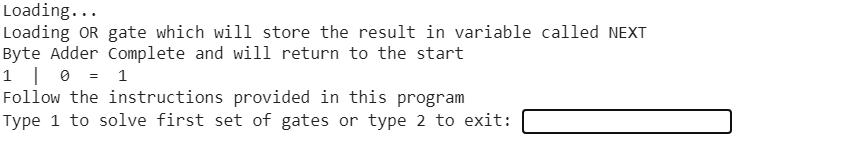 Loading...
Loading OR gate which will store the result in variable called NEXT
Byte Adder Complete and will return to the start
1 | 0 = 1
Follow the instructions provided in this program
Type 1 to solve first set of gates or type 2 to exit: